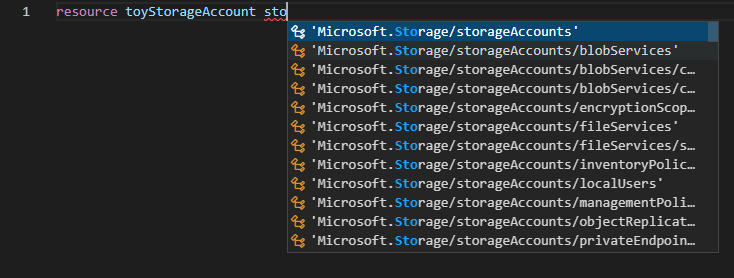 1 resource toyStorageAccount sto
'Microsoft.Storage/storageAccounts'
'Microsoft.Storage/storageAccounts/blobServices'
'Microsoft.Storage/storageAccounts/blobServices/c…
'Microsoft.Storage/storageAccounts/blobServices/c…
'Microsoft.Storage/storageAccounts/encryptionScop…
'Microsoft.Storage/storageAccounts/fileServices'
'Microsoft.Storage/storageAccounts/fileServices/s…
'Microsoft.Storage/storageAccounts/inventoryPolic…
'Microsoft.Storage/storageAccounts/localUsers'
'Microsoft.Storage/storageAccounts/managementPoli…
'Microsoft.Storage/storageAccounts/objectReplicat…
'Microsoft.Storage/storageAccounts/privateEndpoin…